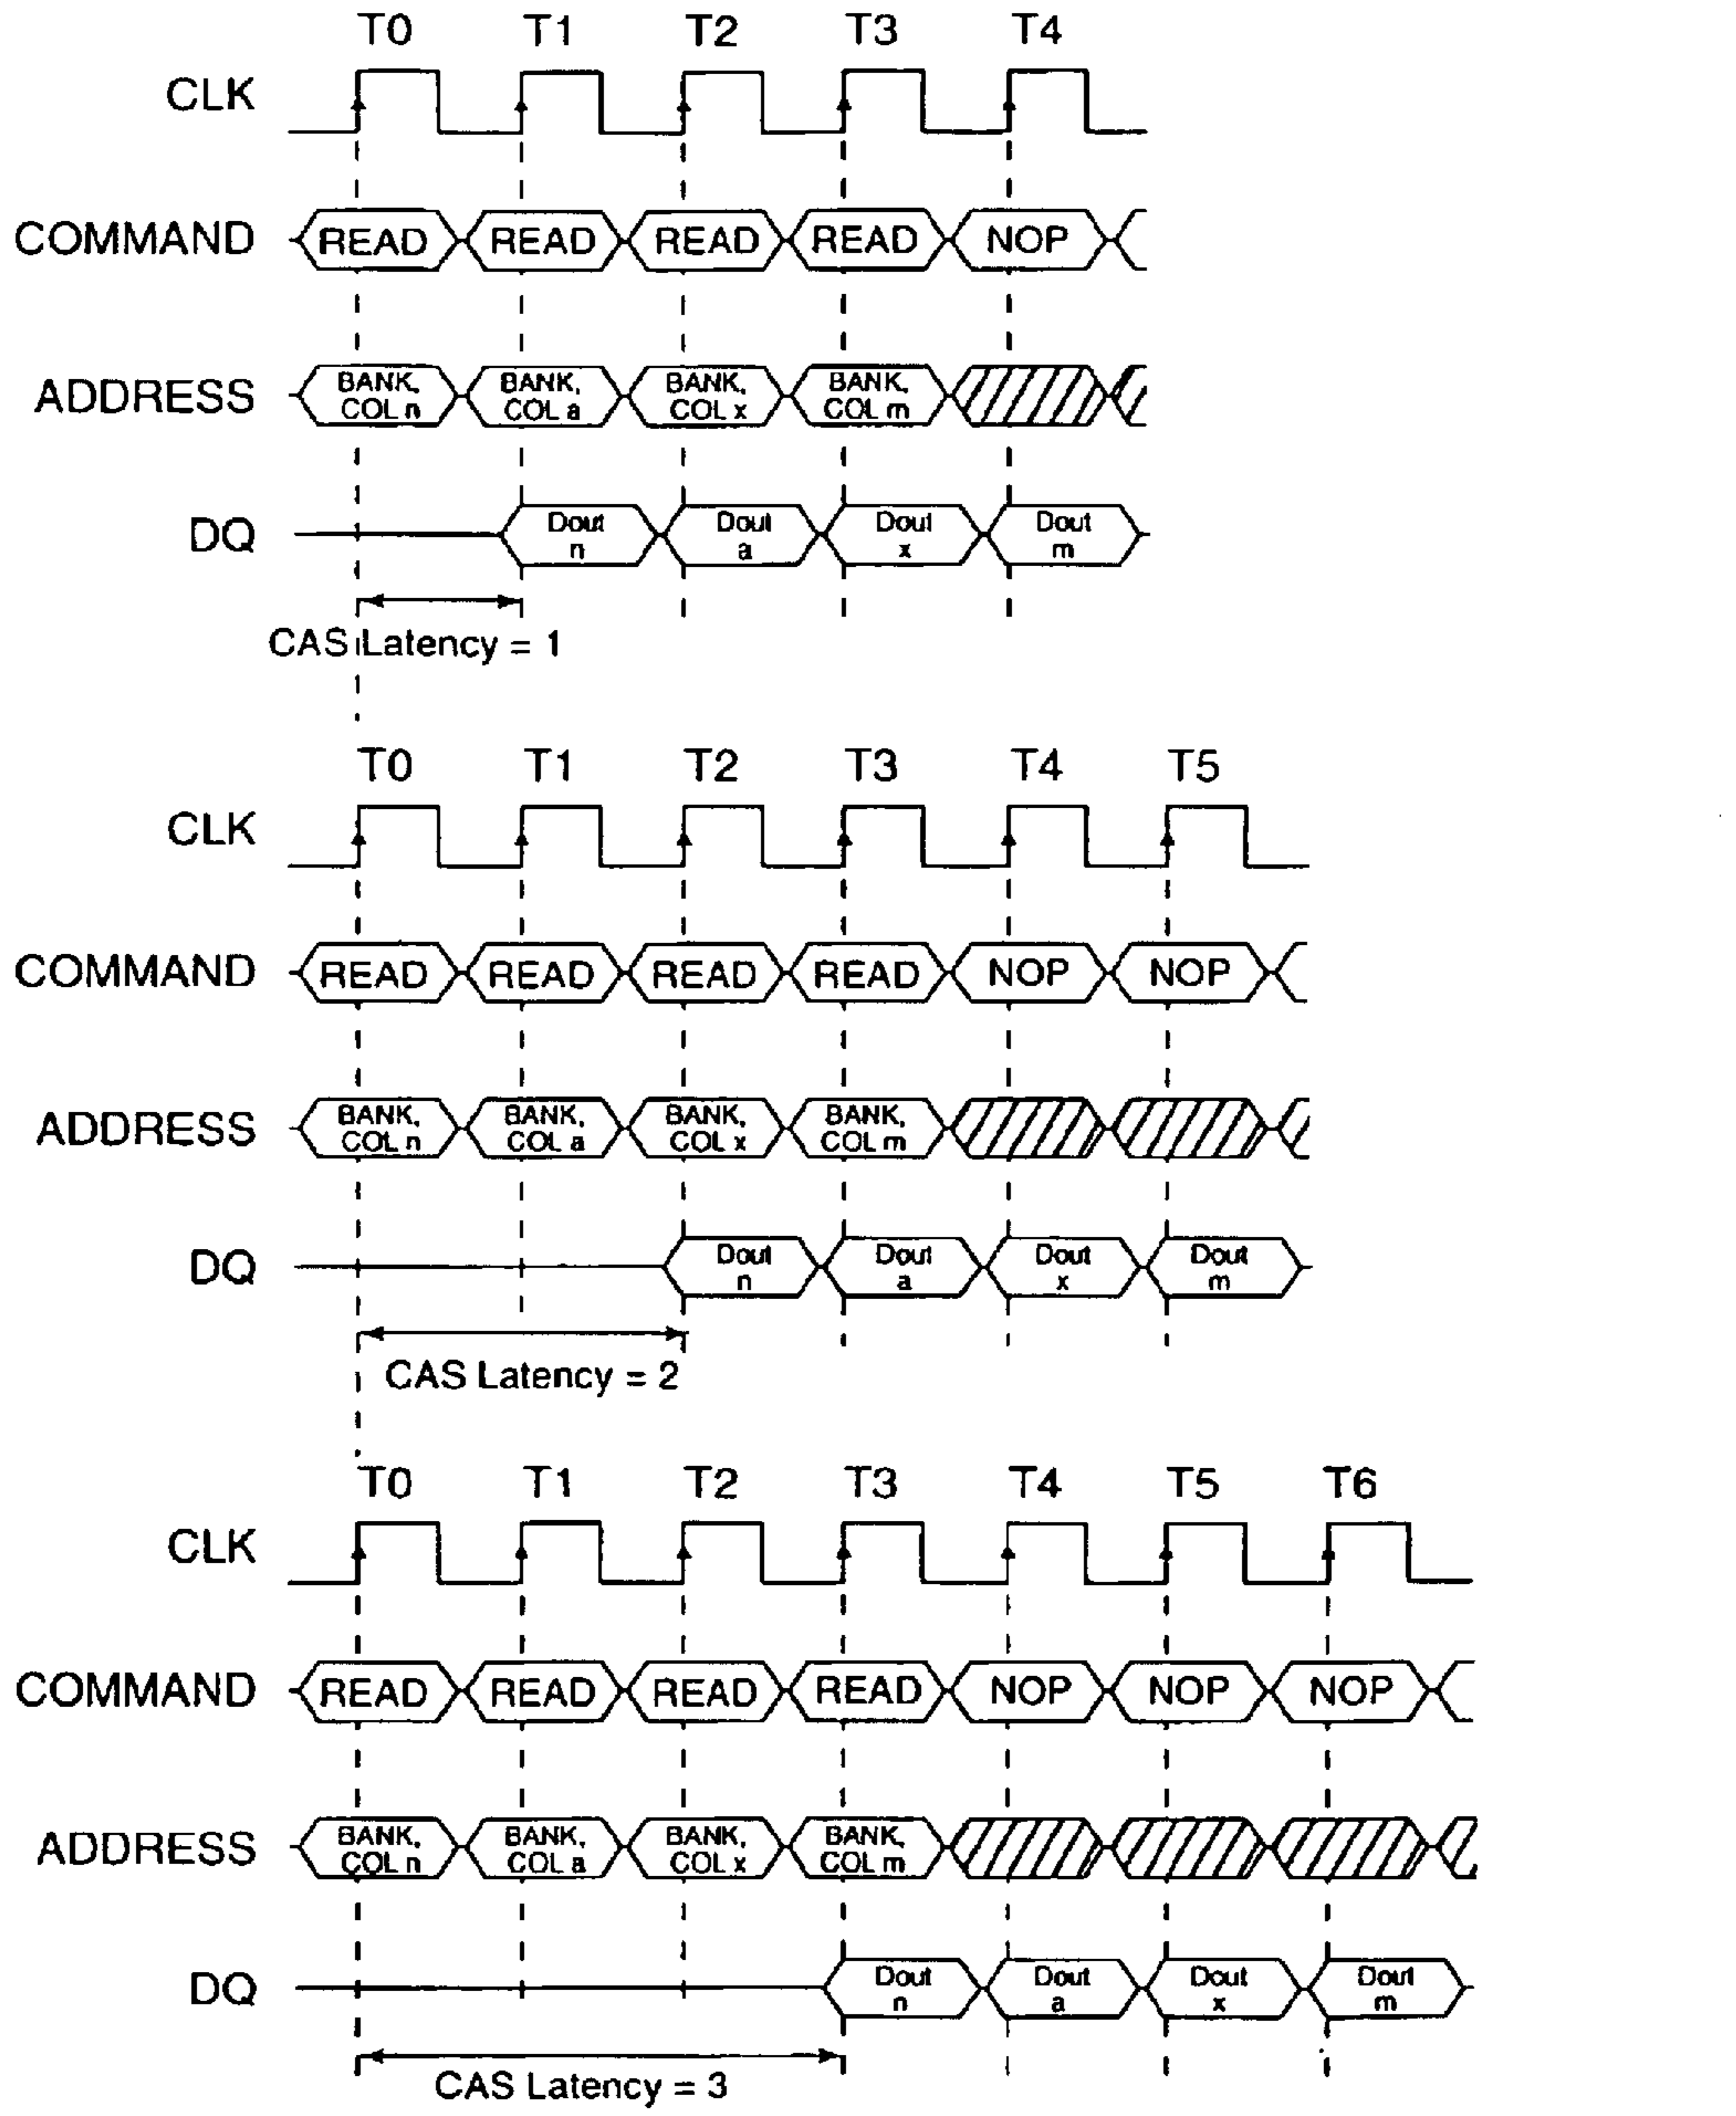 T0 T1 T2 T3 T4
CLK
COMMAND READ READ READ READ NOP
ADDRESS BANK, COL n BANK, COL a BANK, COL x BANK, COL m
DQ Dout n Dout a Dout x Dout m
CAS Latency = 1
T0 T1 T2 T3 T4 T5
CLK
COMMAND READ READ READ READ NOP NOP
ADDRESS BANK, COL n BANK, COL a BANK, COL x BANK, COL m
DQ Dout n Dout a Dout x Dout m
CAS Latency = 2
T0 T1 T2 T3 T4 T5 T6
CLK
COMMAND READ READ READ READ NOP NOP NOP
ADDRESS BANK, COL n BANK, COL a BANK, COL x BANK, COL m
DQ Dout n Dout a Dout x Dout m
CAS Latency = 3